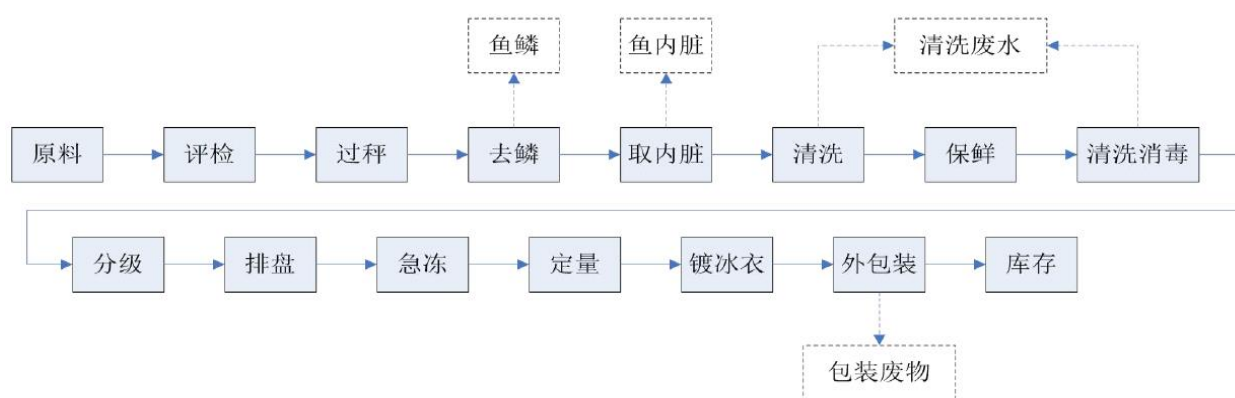 鱼鳞 鱼内脏 清洗废水
原料 评检 过秤 去鳞 取内脏 清洗 保鲜 清洗消毒
分级 排盘 急冻 定量 镀冰衣 外包装 库存
包装废物